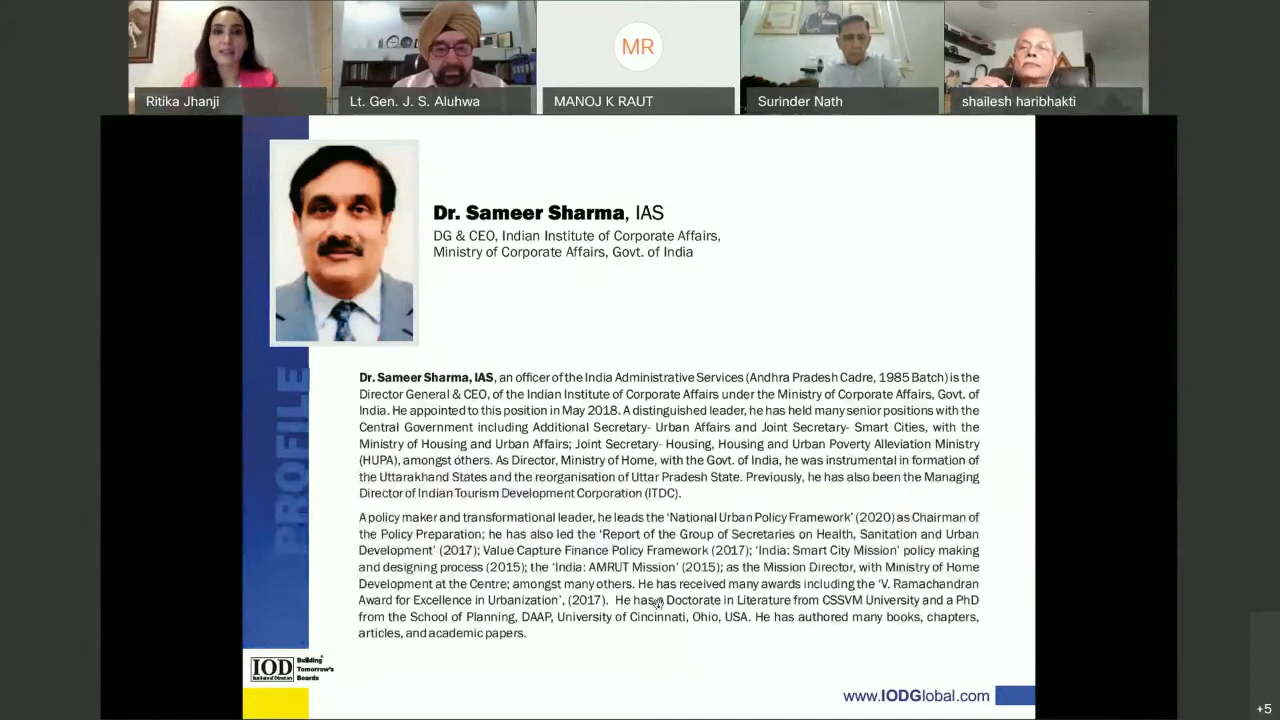 MR
Ritika Jhanji
Lt. Gen. J. S. Aluhwa
MANOJ K RAUT
Surinder Nath
shailesh haribhakti
Dr. Sameer Sharma, IAS
DG & CEO, Indian Institute of Corporate Affairs,
Ministry of Corporate Affairs, Govt. of India
PROFILE
Dr. Sameer Sharma, IAS, an officer of the India Administrative Services (Andhra Pradesh Cadre, 1985 Batch) is the
Director General & CEO, of the Indian Institute of Corporate Affairs under the Ministry of Corporate Affairs, Govt. of
India. He appointed to this position in May 2018. A distinguished leader, he has held many senior positions with the
Central Government including Additional Secretary- Urban Affairs and Joint Secretary- Smart Cities, with the
Ministry of Housing and Urban Affairs; Joint Secretary- Housing, Housing and Urban Poverty Alleviation Ministry
(HUPA), amongst others. As Director, Ministry of Home, with the Govt. of India, he was instrumental in formation of
the Uttarakhand States and the reorganisation of Uttar Pradesh State. Previously, he has also been the Managing
Director of Indian Tourism Development Corporation (ITDC).
A policy maker and transformational leader, he leads the 'National Urban Policy Framework' (2020) as Chairman of
the Policy Preparation; he has also led the 'Report of the Group of Secretaries on Health, Sanitation and Urban
Development' (2017); Value Capture Finance Policy Framework (2017); 'India: Smart City Mission' policy making
and designing process (2015); the 'India: AMRUT Mission' (2015); as the Mission Director, with Ministry of Home
Development at the Centre; amongst many others. He has received many awards including the 'V. Ramachandran
Award for Excellence in Urbanization', (2017). He has a Doctorate in Literature from CSSVM University and a PhD
from the School of Planning, DAAP, University of Cincinnati, Ohio, USA. He has authored many books, chapters,
articles, and academic papers.
IOD
Institute of Directors
Building
Tomorrow's
Boards
www.IODGlobal.com
+5